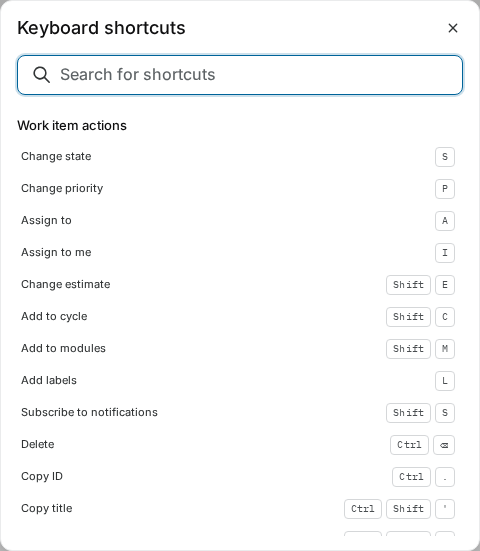 Keyboard shortcuts
Search for shortcuts
Work item actions
Change state S
Change priority P
Assign to A
Assign to me I
Change estimate Shift E
Add to cycle Shift C
Add to modules Shift M
Add labels L
Subscribe to notifications Shift S
Delete Ctrl ⌫
Copy ID Ctrl .
Copy title Ctrl Shift '